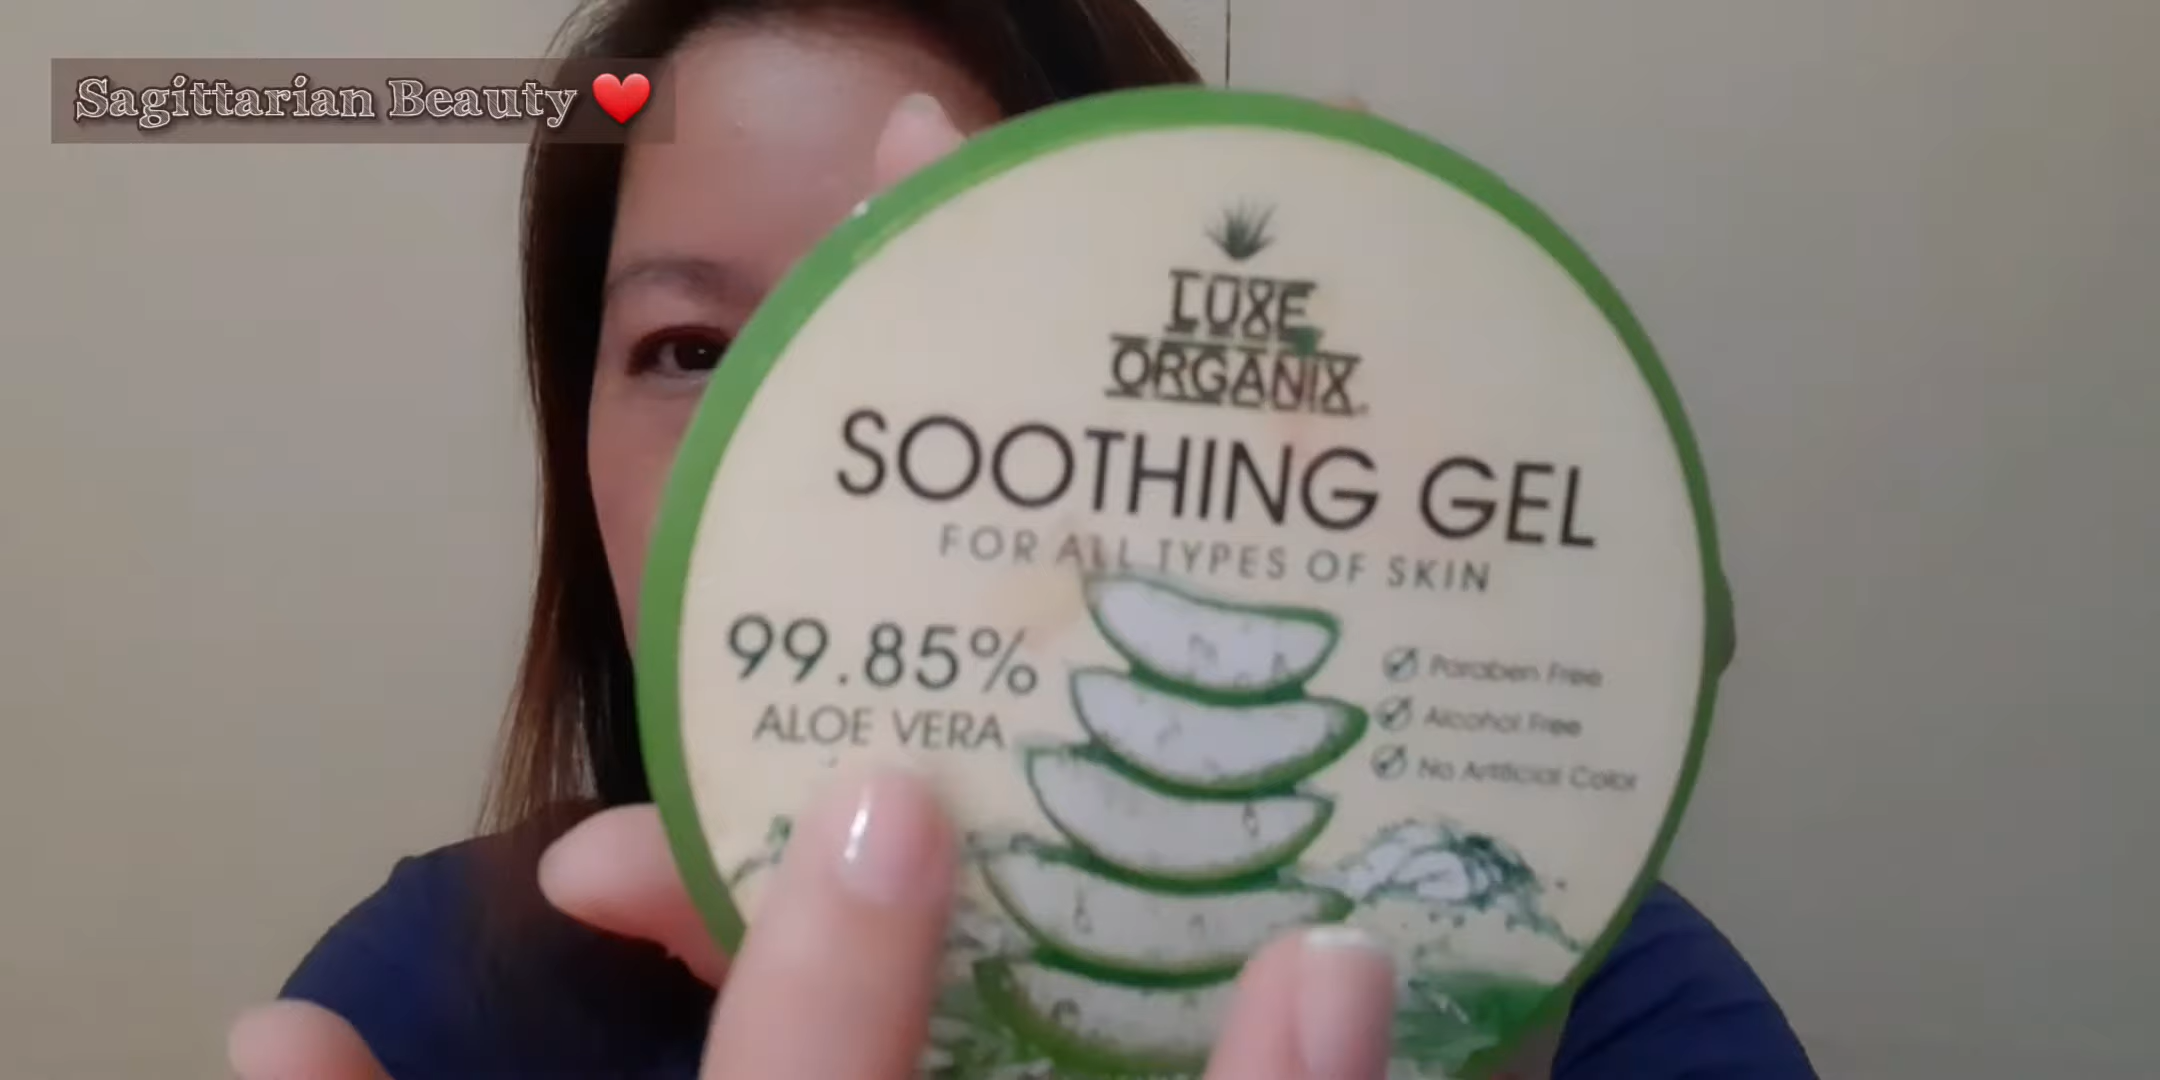 Sagittarian Beauty ❤️
LUXE
ORGANIX
SOOTHING GEL
FOR ALL TYPES OF SKIN
99.85%
ALOE VERA
Paraben Free
Alcohol Free
No Artificial Color